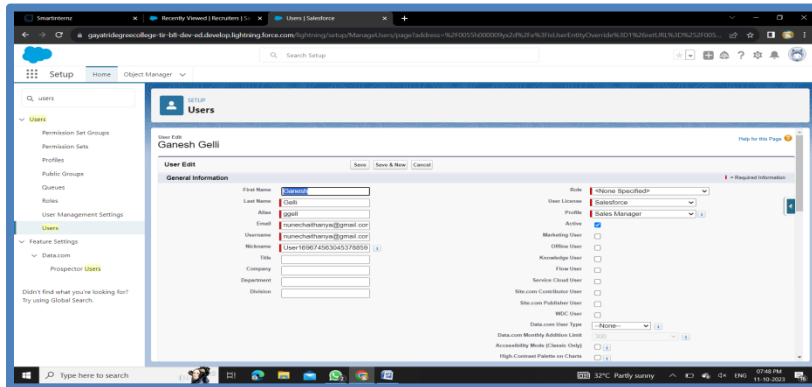 Smartinternz
Recently Viewed | Recruiters | Sa
Users | Salesforce
gayatridegreecollege-tir-b8-dev-ed.develop.lightning.force.com/lightning/setup/ManageUsers/page?address=%2F0055h000009ys2d%2Fe%3FisUserEntityOverride%3D1%26retURL%3D%252F005...
Search Setup
Setup
Home
Object Manager
users
Users
Permission Set Groups
Permission Sets
Profiles
Public Groups
Queues
Roles
User Management Settings
Users
Feature Settings
Data.com
Prospector Users
Didn't find what you're looking for?
Try using Global Search.
SETUP
Users
User Edit
Ganesh Gelli
Help for this Page
User Edit
Save
Save & New
Cancel
General Information
= Required Information
First Name Ganesh
Last Name Gelli
Alias ggell
Email nunechaithanya@gmail.com
Username nunechaithanya@gmail.com
Nickname User169674563045378859
Title
Company
Department
Division
Role <None Specified>
User License Salesforce
Profile Sales Manager
Active
Marketing User
Offline User
Knowledge User
Flow User
Service Cloud User
Site.com Contributor User
Site.com Publisher User
WDC User
Data.com User Type --None--
Data.com Monthly Addition Limit 300
Accessibility Mode (Classic Only)
High-Contrast Palette on Charts
Type here to search
32°C Partly sunny
ENG
07:48 PM
11-10-2023